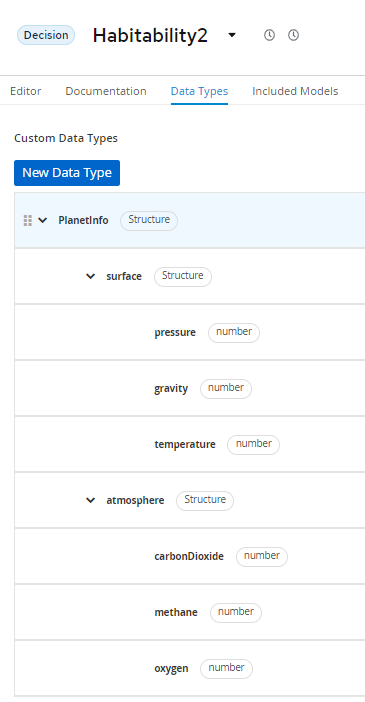 Decision Habitability2
Editor Documentation Data Types Included Models
Custom Data Types
New Data Type
PlanetInfo Structure
surface Structure
pressure number
gravity number
temperature number
atmosphere Structure
carbonDioxide number
methane number
oxygen number